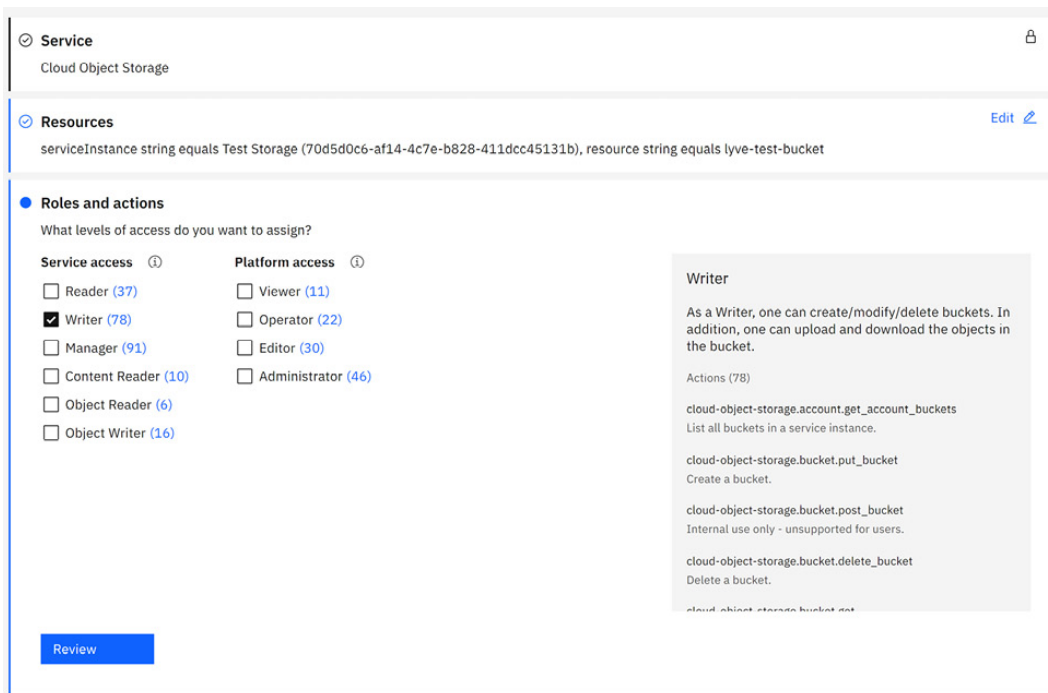 Service
Cloud Object Storage
Resources
Edit
serviceInstance string equals Test Storage (70d5d0c6-af14-4c7e-b828-411dcc45131b), resource string equals lyve-test-bucket
Roles and actions
What levels of access do you want to assign?
Service access
Platform access
Reader (37)
Viewer (11)
Writer (78)
Operator (22)
Manager (91)
Editor (30)
Content Reader (10)
Administrator (46)
Object Reader (6)
Object Writer (16)
Writer
As a Writer, one can create/modify/delete buckets. In
addition, one can upload and download the objects in
the bucket.
Actions (78)
cloud-object-storage.account.get_account_buckets
List all buckets in a service instance.
cloud-object-storage.bucket.put_bucket
Create a bucket.
cloud-object-storage.bucket.post_bucket
Internal use only - unsupported for users.
cloud-object-storage.bucket.delete_bucket
Delete a bucket.
cloud-object-storage.bucket.get
Review